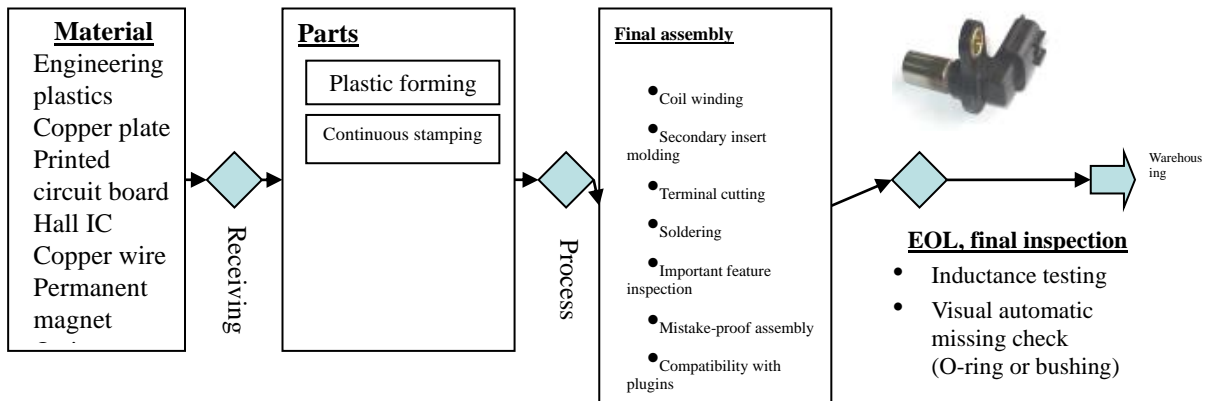 Material
Engineering
plastics
Copper plate
Printed
circuit board
Hall IC
Copper wire
Permanent
magnet
Receiving
Parts
Plastic forming
Continuous stamping
Process
Final assembly
●Coil winding
●Secondary insert
molding
●Terminal cutting
●Soldering
●Important feature
inspection
●Mistake-proof assembly
●Compatibility with
plugins
EOL, final inspection
• Inductance testing
• Visual automatic
missing check
(O-ring or bushing)
Warehous
ing